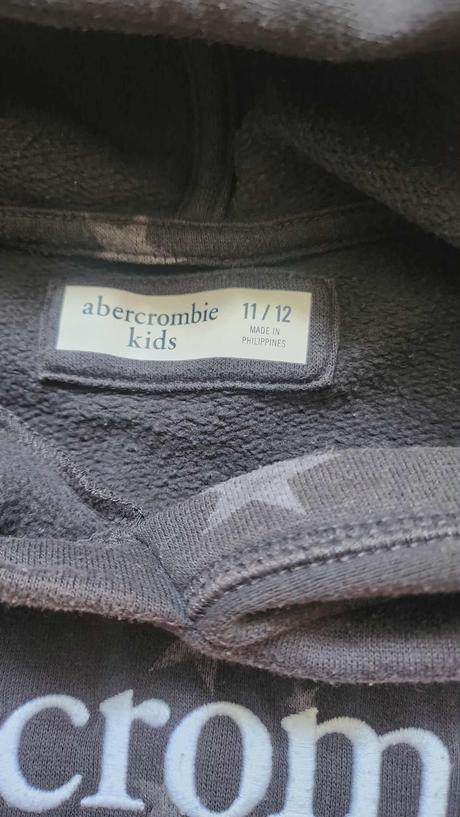 abercrombie
kids
11 / 12
MADE IN
PHILIPPINES
crom